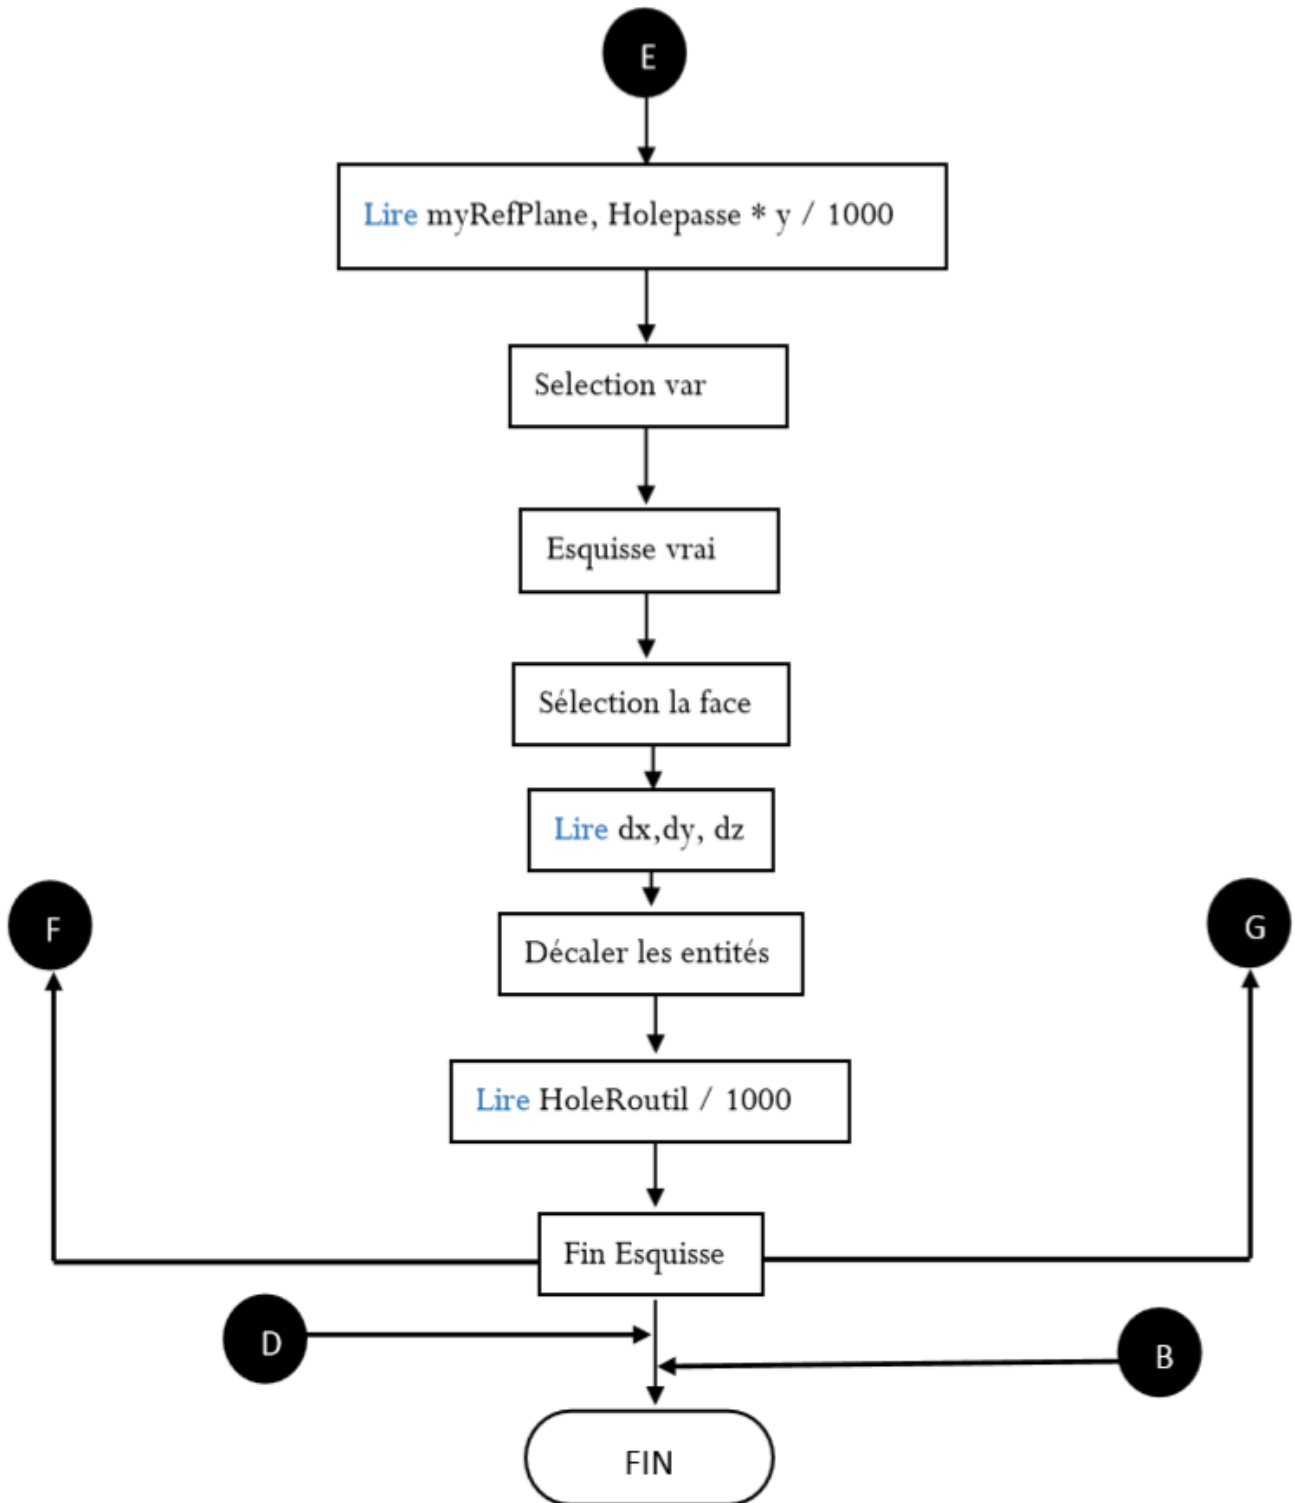 E
Lire myRefPlane, Holepasse * y / 1000
Selection var
Esquisse vrai
Sélection la face
Lire dx,dy, dz
F
G
Décaler les entités
Lire HoleRoutil / 1000
Fin Esquisse
D
B
FIN